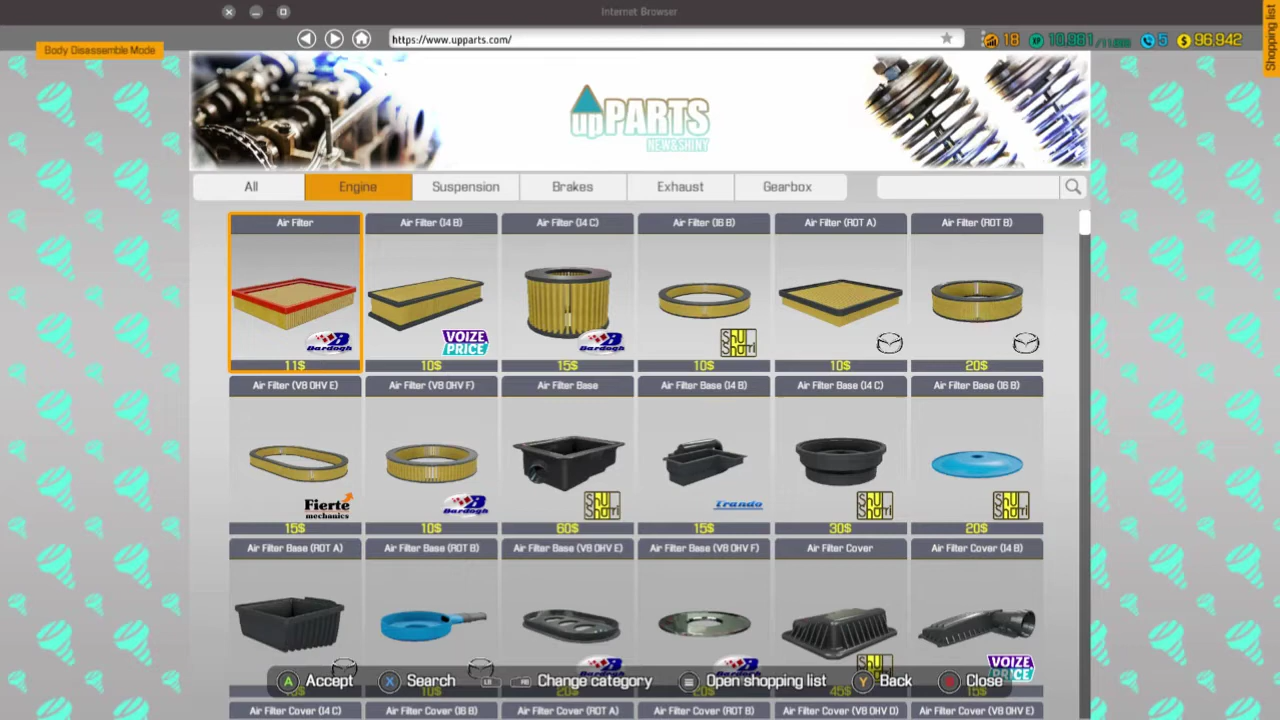 Internet Browser
https://www.upparts.com/
Body Disassemble Mode
18
XP 10,981
5
$ 96,942
Shopping list
upPARTS
NEW&SHINY
All
Engine
Suspension
Brakes
Exhaust
Gearbox
Air Filter
Air Filter (I4 B)
Air Filter (I4 C)
Air Filter (I6 B)
Air Filter (ROT A)
Air Filter (ROT B)
Bardogh
VOIZE PRICE
Bardogh
Shut Shotri
11$
10$
15$
10$
10$
20$
Air Filter (V8 OHV E)
Air Filter (V8 OHV F)
Air Filter Base
Air Filter Base (I4 B)
Air Filter Base (I4 C)
Air Filter Base (I6 B)
Fierte mechanics
Bardogh
Trando
15$
10$
60$
15$
30$
20$
Air Filter Base (ROT A)
Air Filter Base (ROT B)
Air Filter Base (V8 OHV E)
Air Filter Base (V8 OHV F)
Air Filter Cover
Air Filter Cover (I4 B)
VOIZE PRICE
A Accept
X Search
LB RB Change category
Open shopping list
Y Back
Close
Air Filter Cover (I4 C)
Air Filter Cover (I6 B)
Air Filter Cover (ROT A)
Air Filter Cover (ROT B)
Air Filter Cover (V8 OHV D)
Air Filter Cover (V8 OHV E)